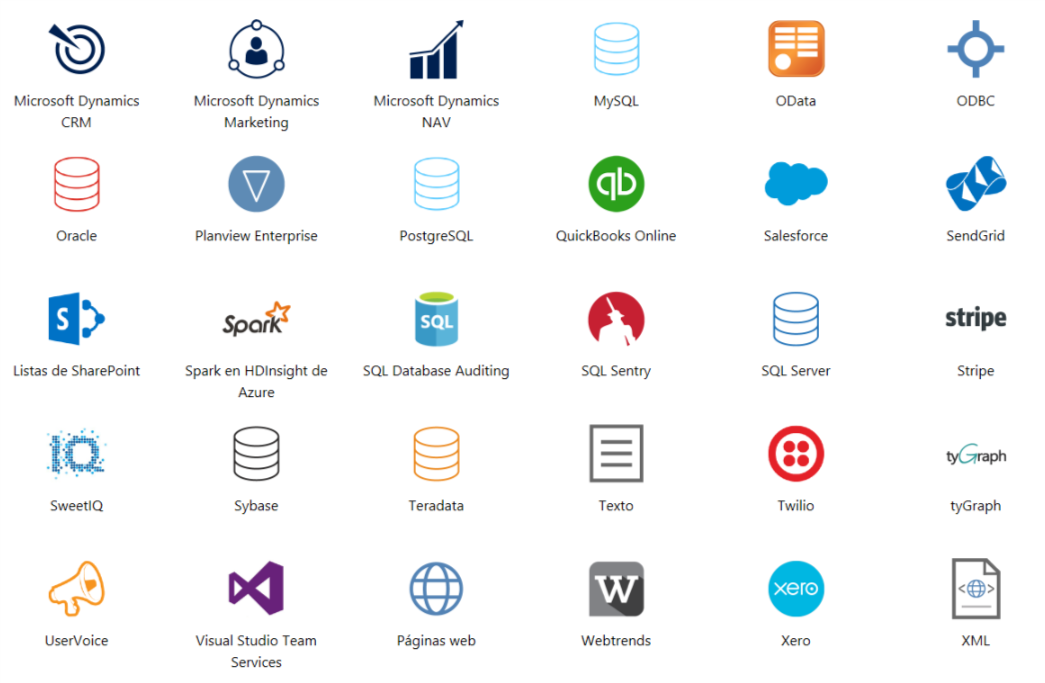 Microsoft Dynamics CRM
Microsoft Dynamics Marketing
Microsoft Dynamics NAV
MySQL
OData
ODBC
Oracle
Planview Enterprise
PostgreSQL
qb
QuickBooks Online
Salesforce
SendGrid
S
Listas de SharePoint
Spark
Spark en HDInsight de Azure
SQL
SQL Database Auditing
SQL Sentry
SQL Server
stripe
Stripe
IQ
SweetIQ
Sybase
Teradata
Texto
Twilio
tyGraph
tyGraph
UserVoice
Visual Studio Team Services
Páginas web
W
Webtrends
xero
Xero
XML